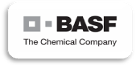 BASF
The Chemical Company